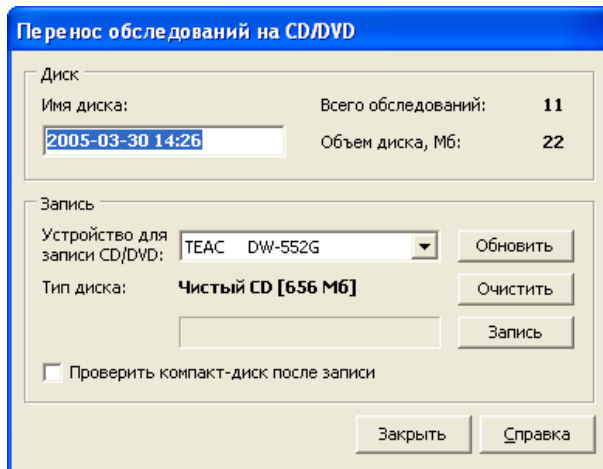 Перенос обследований на CD/DVD
Диск
Имя диска:
Всего обследований: 11
2005-03-30 14:26
Объем диска, Мб: 22
Запись
Устройство для
записи CD/DVD:
TEAC DW-552G
Обновить
Тип диска:
Чистый CD [656 Мб]
Очистить
Запись
Проверить компакт-диск после записи
Закрыть
Справка